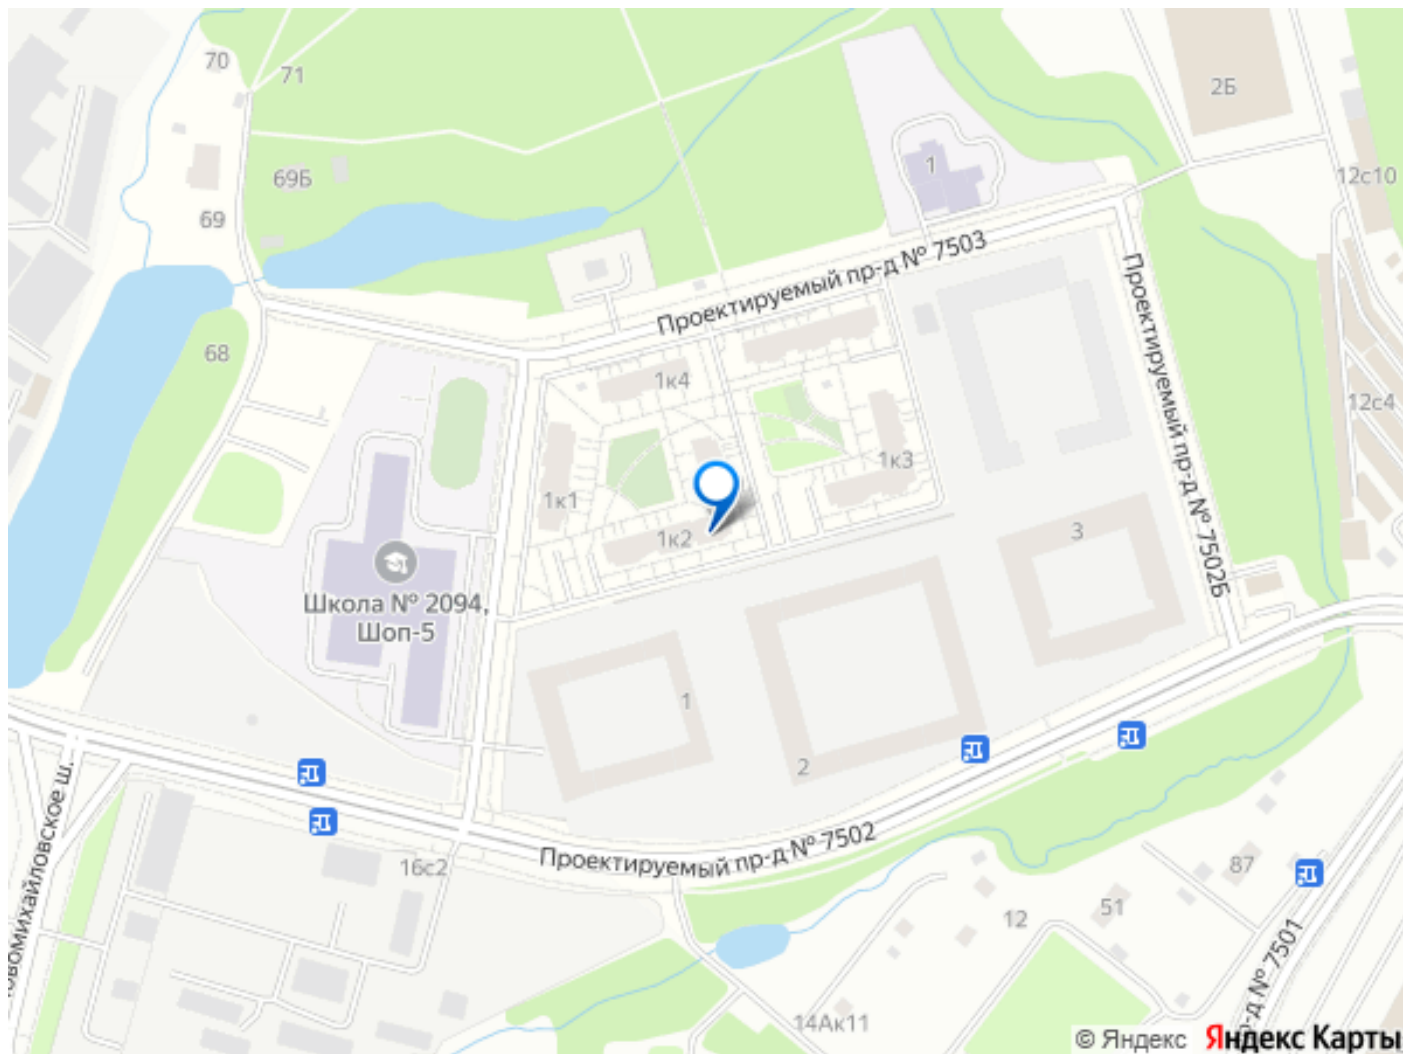 70
71
2Б
69Б
1
12с10
69
Проектируемый пр-д № 7503
Проектируемый пр-д № 7502Б
68
1к4
12с4
1к3
1к1
1к2
3
Школа № 2094,
Шоп-5
1
2
Проектируемый пр-д № 7502
16с2
87
51
12
14Ак11
© Яндекс
Яндекс Карты